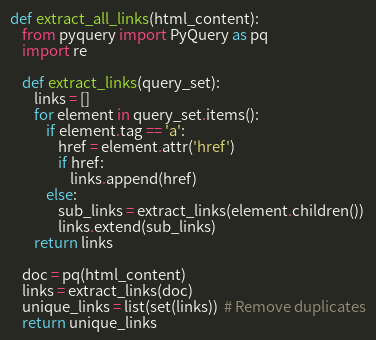 def extract_all_links(html_content):
    from pyquery import PyQuery as pq
    import re

    def extract_links(query_set):
        links = []
        for element in query_set.items():
            if element.tag == 'a':
                href = element.attr('href')
                if href:
                    links.append(href)
            else:
                sub_links = extract_links(element.children())
                links.extend(sub_links)
        return links

    doc = pq(html_content)
    links = extract_links(doc)
    unique_links = list(set(links))  # Remove duplicates
    return unique_links